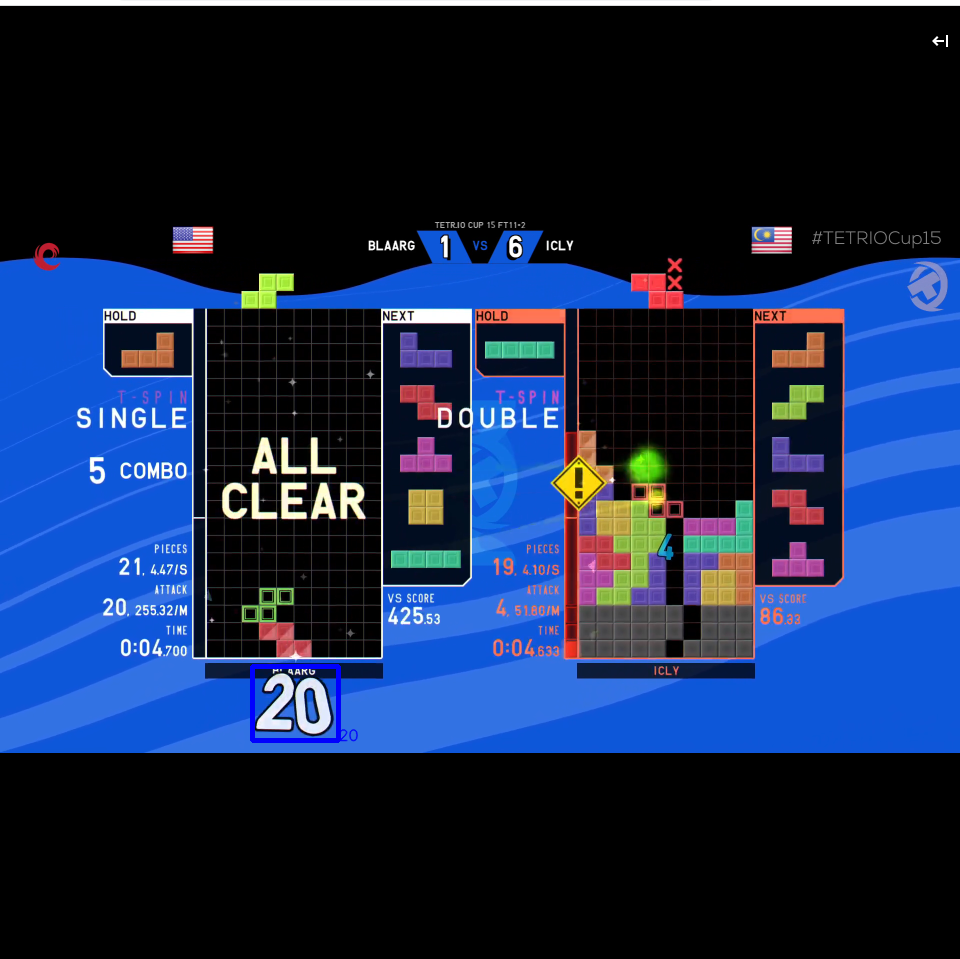 TETR.IO CUP 15 FT11-2
BLAARG 1 VS 6 ICLY
#TETRIOCup15
HOLD
NEXT
T-SPIN
SINGLE
5 COMBO
ALL
CLEAR
PIECES
21, 4.47/S
ATTACK
20, 255.32/M
TIME
0:04.700
VS SCORE
425.53
BLAARG
20
20
HOLD
NEXT
T-SPIN
DOUBLE
!
4
PIECES
19, 4.10/S
ATTACK
4, 51.80/M
TIME
0:04.633
VS SCORE
86.33
ICLY